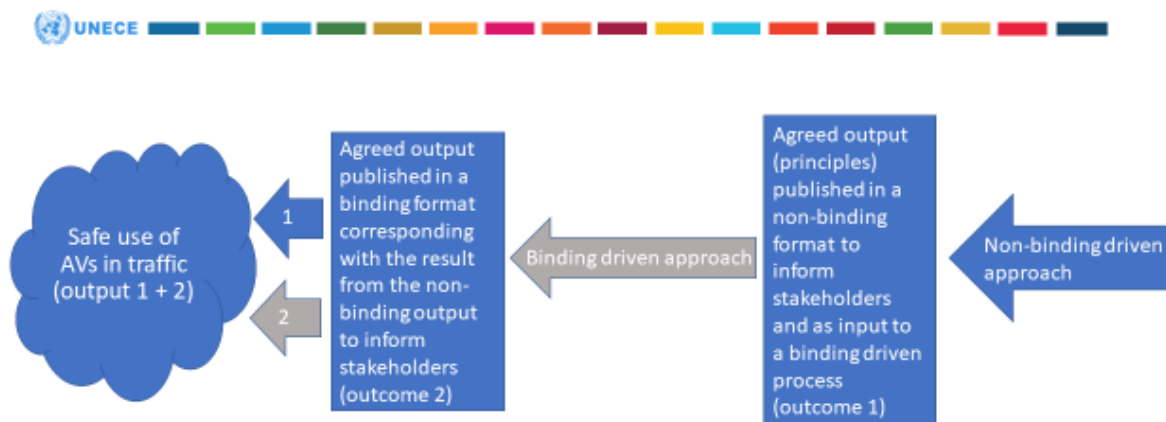 UNECE
Safe use of
AVs in traffic
(output 1 + 2)
1
2
Agreed output
published in a
binding format
corresponding
with the result
from the non-
binding output
to inform
stakeholders
(outcome 2)
Binding driven approach
Agreed output
(principles)
published in a
non-binding
format to
inform
stakeholders
and as input to
a binding driven
process
(outcome 1)
Non-binding driven
approach